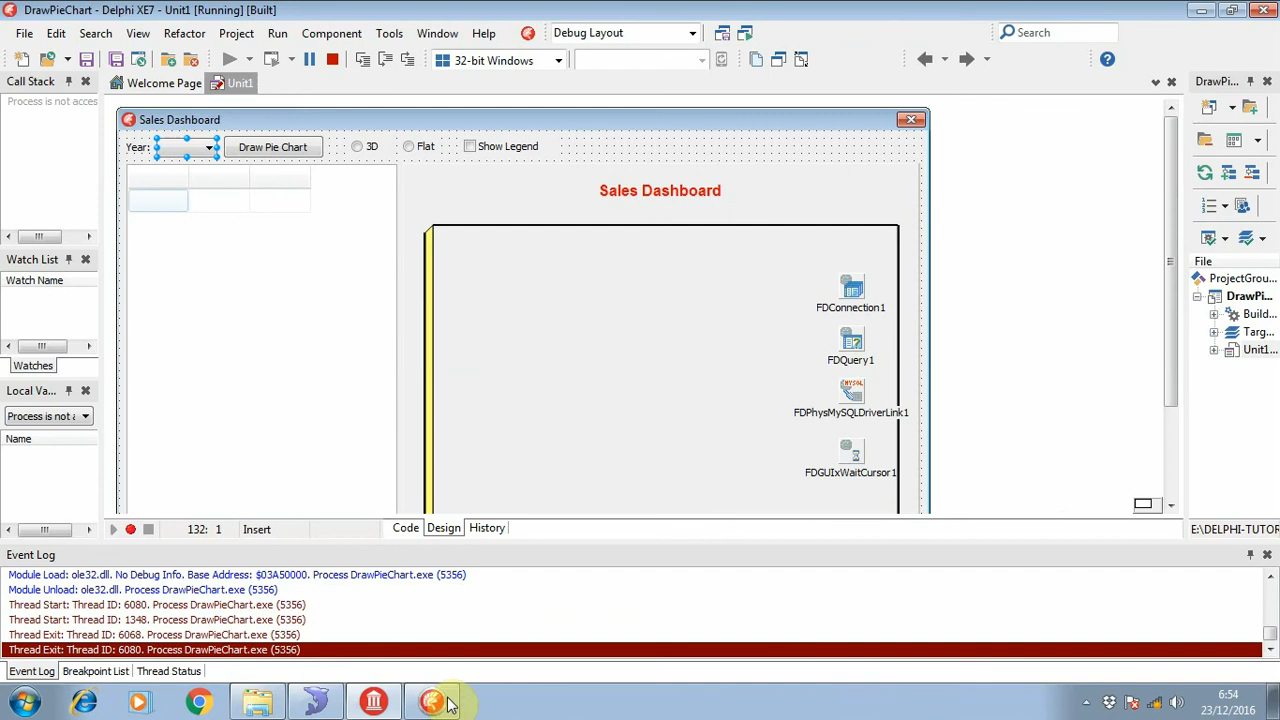 DrawPieChart - Delphi XE7 - Unit1 [Running] [Built]
File Edit Search View Refactor Project Run Component Tools Window Help Debug Layout Search
32-bit Windows
Call Stack Welcome Page Unit1 DrawPi...
Process is not acces
Sales Dashboard
Year: Draw Pie Chart 3D Flat Show Legend
Sales Dashboard
Watch List
Watch Name
File
ProjectGrou
DrawPi...
FDConnection1
Build...
Targ...
Unit1...
FDQuery1
Watches
Local Va...
FDPhysMySQLDriverLink1
Process is not a
Name
FDGUIxWaitCursor1
132: 1 Insert Code Design History E:\DELPHI-TUTOR
Event Log
Module Load: ole32.dll. No Debug Info. Base Address: $03A50000. Process DrawPieChart.exe (5356)
Module Unload: ole32.dll. Process DrawPieChart.exe (5356)
Thread Start: Thread ID: 6080. Process DrawPieChart.exe (5356)
Thread Start: Thread ID: 1348. Process DrawPieChart.exe (5356)
Thread Exit: Thread ID: 6068. Process DrawPieChart.exe (5356)
Thread Exit: Thread ID: 6080. Process DrawPieChart.exe (5356)
Event Log Breakpoint List Thread Status
6:54
23/12/2016